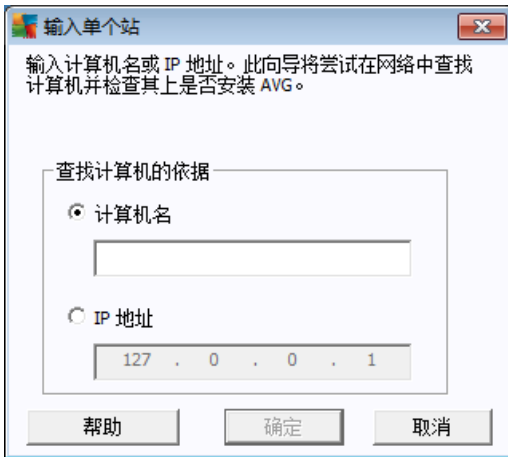 输入单个站
输入计算机名或 IP 地址。此向导将尝试在网络中查找
计算机并检查其上是否安装 AVG。
查找计算机的依据
计算机名
IP 地址
127 . 0 . 0 . 1
帮助
确定
取消